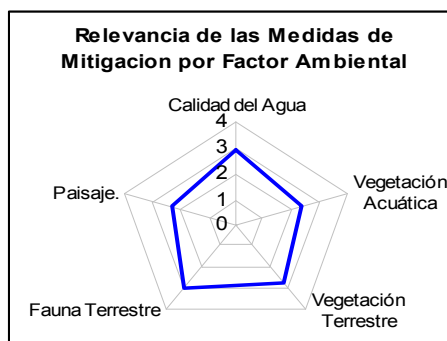 Relevancia de las Medidas de
Mitigacion por Factor Ambiental
Calidad del Agua
4
3
2
1
0
Vegetación
Acuática
Vegetación
Terrestre
Fauna Terrestre
Paisaje.